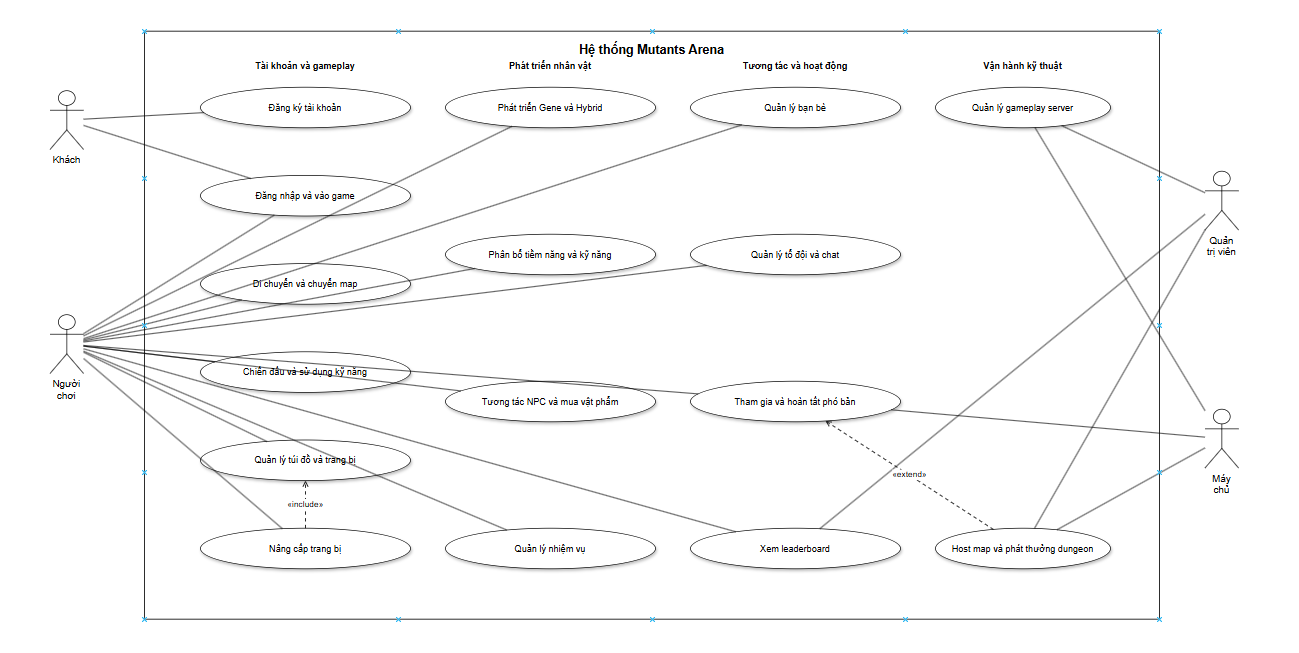 Hệ thống Mutants Arena
Tài khoản và gameplay
Phát triển nhân vật
Tương tác và hoạt động
Vận hành kỹ thuật
Đăng ký tài khoản
Phát triển Gene và Hybrid
Quản lý bạn bè
Quản lý gameplay server
Khách
Đăng nhập và vào game
Quản
trị viên
Phân bổ tiềm năng và kỹ năng
Quản lý tổ đội và chat
Di chuyển và chuyển map
Người
chơi
Chiến đấu và sử dụng kỹ năng
Tương tác NPC và mua vật phẩm
Tham gia và hoàn tất phó bản
Máy
chủ
Quản lý túi đồ và trang bị
«extend»
«include»
Nâng cấp trang bị
Quản lý nhiệm vụ
Xem leaderboard
Host map và phát thưởng dungeon